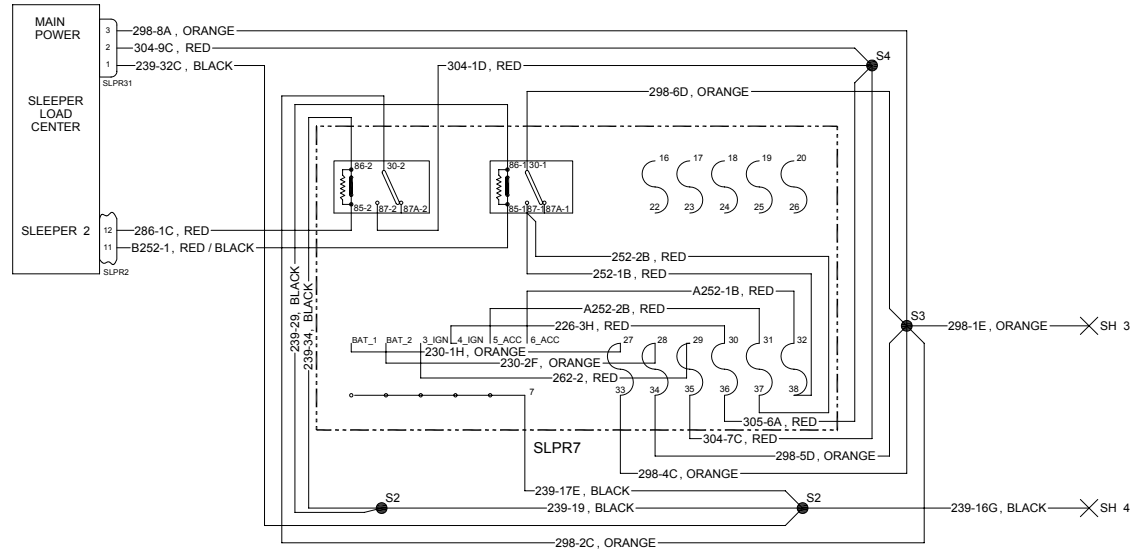 MAIN
POWER
3
298-8A , ORANGE
2
304-9C , RED
1
239-32C , BLACK
SLPR31
S4
304-1D , RED
298-6D , ORANGE
SLEEPER
LOAD
CENTER
86-2
30-2
85-2
87-2
87A-2
86-1
30-1
85-1
87-1
87A-1
16
17
18
19
20
22
23
24
25
26
SLEEPER 2
12
286-1C , RED
11
B252-1 , RED / BLACK
SLPR2
239-29 , BLACK
239-34 , BLACK
252-2B , RED
252-1B , RED
A252-1B , RED
A252-2B , RED
226-3H , RED
BAT_1
BAT_2
3_IGN
4_IGN
5_ACC
6_ACC
27
28
29
30
31
32
230-1H , ORANGE
230-2F , ORANGE
262-2 , RED
S3
298-1E , ORANGE
SH 3
7
33
34
35
36
37
38
305-6A , RED
304-7C , RED
SLPR7
298-5D , ORANGE
298-4C , ORANGE
239-17E , BLACK
S2
239-19 , BLACK
S2
239-16G , BLACK
SH 4
298-2C , ORANGE